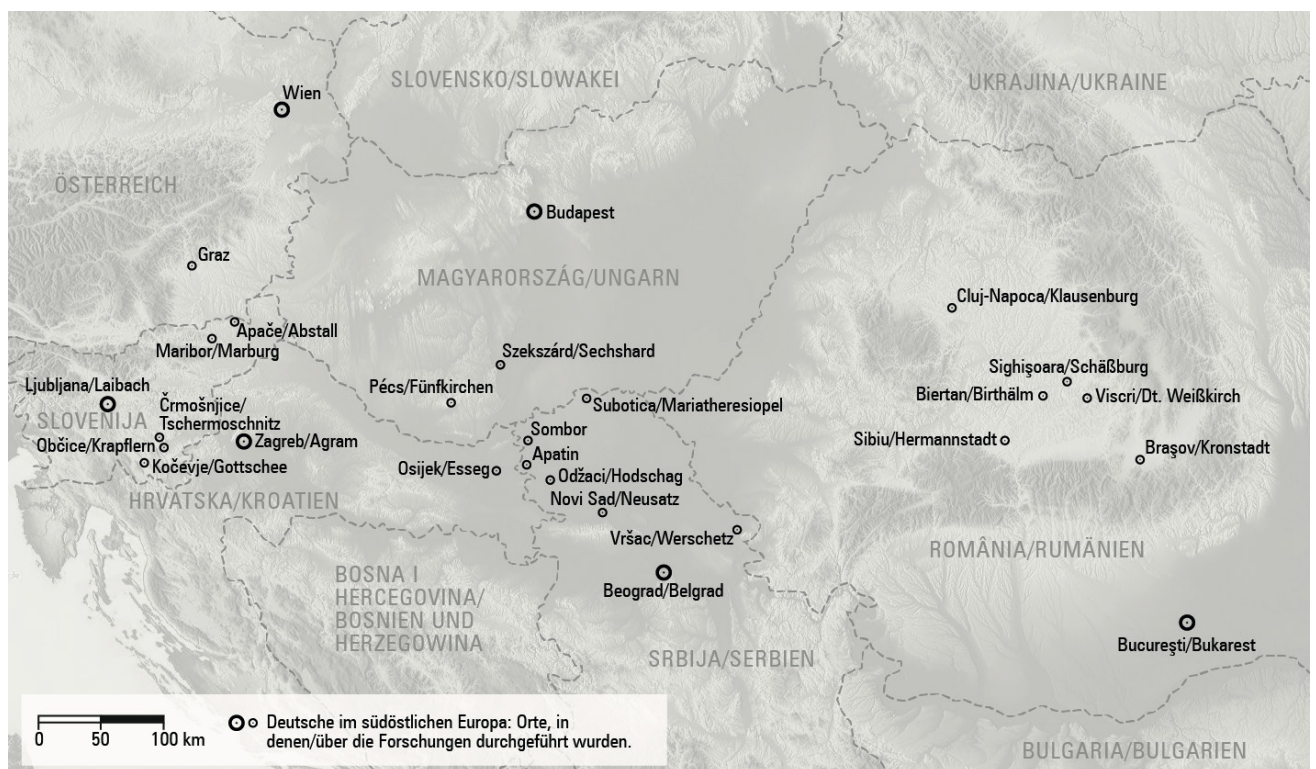 SLOVENSKO/SLOWAKEI
UKRAJINA/UKRAINE
Wien
ÖSTERREICH
Budapest
Graz
MAGYARORSZÁG/UNGARN
Cluj-Napoca/Klausenburg
Apače/Abstall
Maribor/Marburg
Szekszárd/Sechshard
Sighişoara/Schäßburg
Ljubljana/Laibach
Pécs/Fünfkirchen
Biertan/Birthälm
Viscri/Dt. Weißkirch
Črmošnjice/
Tschermoschnitz
Subotica/Mariatheresiopel
SLOVENIJA
Občice/Krapflern
Zagreb/Agram
Sombor
Sibiu/Hermannstadt
Braşov/Kronstadt
Apatin
Kočevje/Gottschee
Osijek/Esseg
Odžaci/Hodschag
HRVATSKA/KROATIEN
Novi Sad/Neusatz
Vršac/Werschetz
ROMÂNIA/RUMÄNIEN
BOSNA I
HERCEGOVINA/
BOSNIEN UND
HERZEGOWINA
Beograd/Belgrad
Bucureşti/Bukarest
SRBIJA/SERBIEN
BULGARIA/BULGARIEN
0 50 100 km
Deutsche im südöstlichen Europa: Orte, in
denen/über die Forschungen durchgeführt wurden.